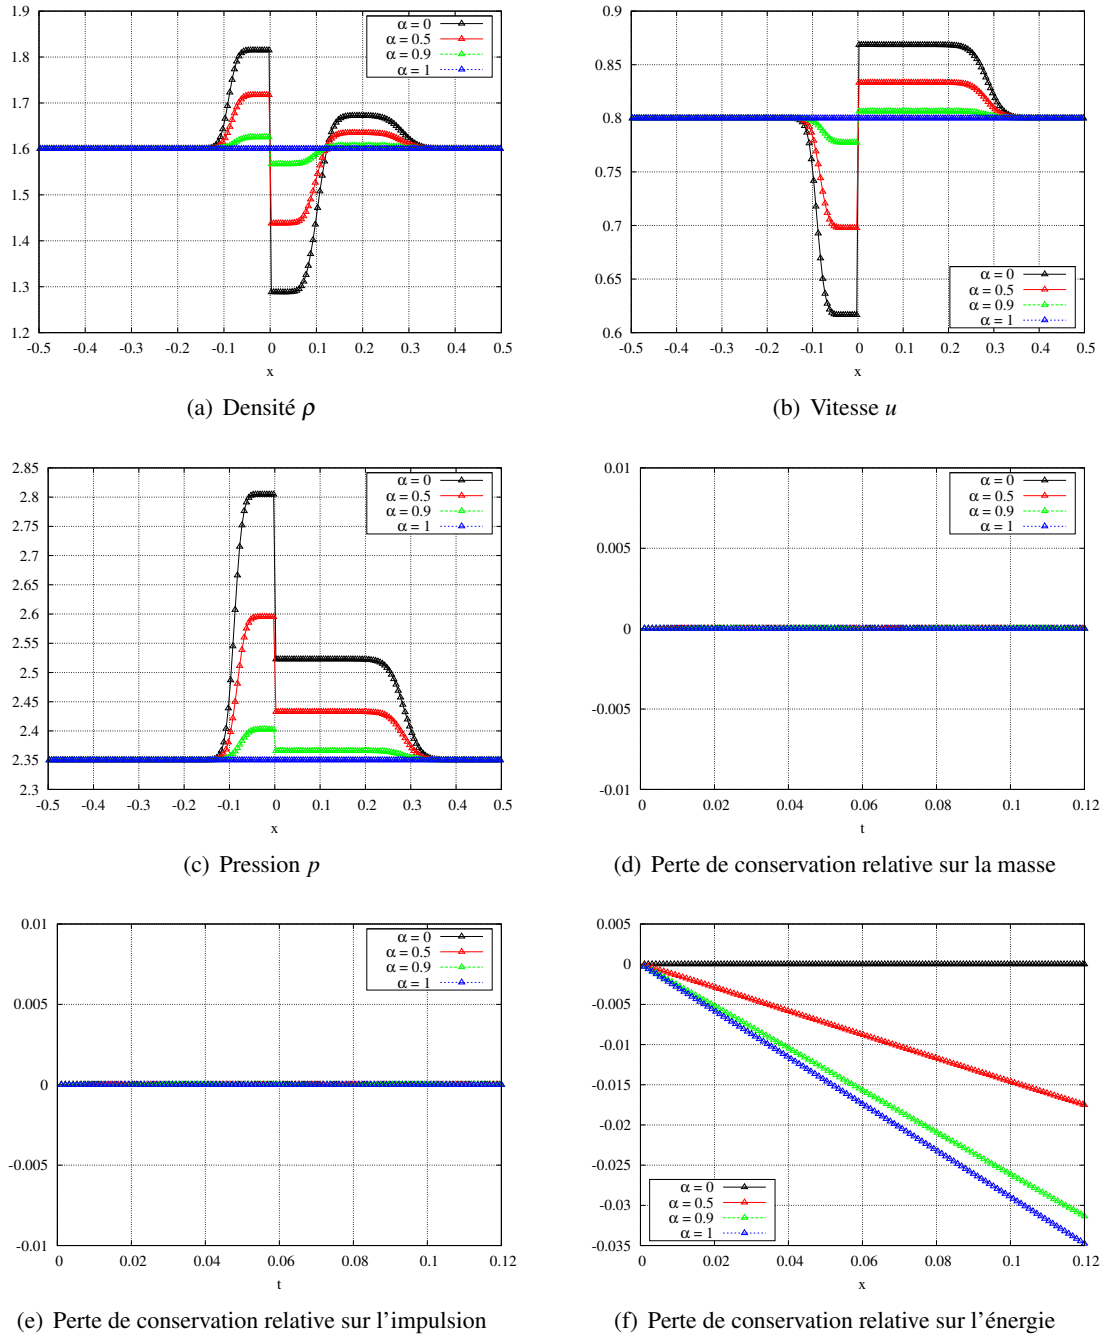 1.9
1.8
1.7
1.6
1.5
1.4
1.3
1.2
-0.5 -0.4 -0.3 -0.2 -0.1 0 0.1 0.2 0.3 0.4 0.5
x
α = 0
α = 0.5
α = 0.9
α = 1
(a) Densité ρ
0.9
0.85
0.8
0.75
0.7
0.65
0.6
-0.5 -0.4 -0.3 -0.2 -0.1 0 0.1 0.2 0.3 0.4 0.5
x
α = 0
α = 0.5
α = 0.9
α = 1
(b) Vitesse u
2.85
2.8
2.75
2.7
2.65
2.6
2.55
2.5
2.45
2.4
2.35
2.3
-0.5 -0.4 -0.3 -0.2 -0.1 0 0.1 0.2 0.3 0.4 0.5
x
α = 0
α = 0.5
α = 0.9
α = 1
(c) Pression p
0.01
0.005
0
-0.005
-0.01
0 0.02 0.04 0.06 0.08 0.1 0.12
t
α = 0
α = 0.5
α = 0.9
α = 1
(d) Perte de conservation relative sur la masse
0.01
0.005
0
-0.005
-0.01
0 0.02 0.04 0.06 0.08 0.1 0.12
t
α = 0
α = 0.5
α = 0.9
α = 1
(e) Perte de conservation relative sur l'impulsion
0.005
0
-0.005
-0.01
-0.015
-0.02
-0.025
-0.03
-0.035
0 0.02 0.04 0.06 0.08 0.1 0.12
x
α = 0
α = 0.5
α = 0.9
α = 1
(f) Perte de conservation relative sur l'énergie